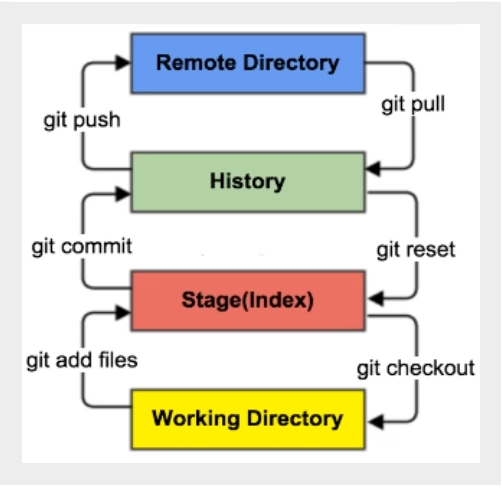 Remote Directory
git push
git pull
History
git commit
git reset
Stage(Index)
git add files
git checkout
Working Directory